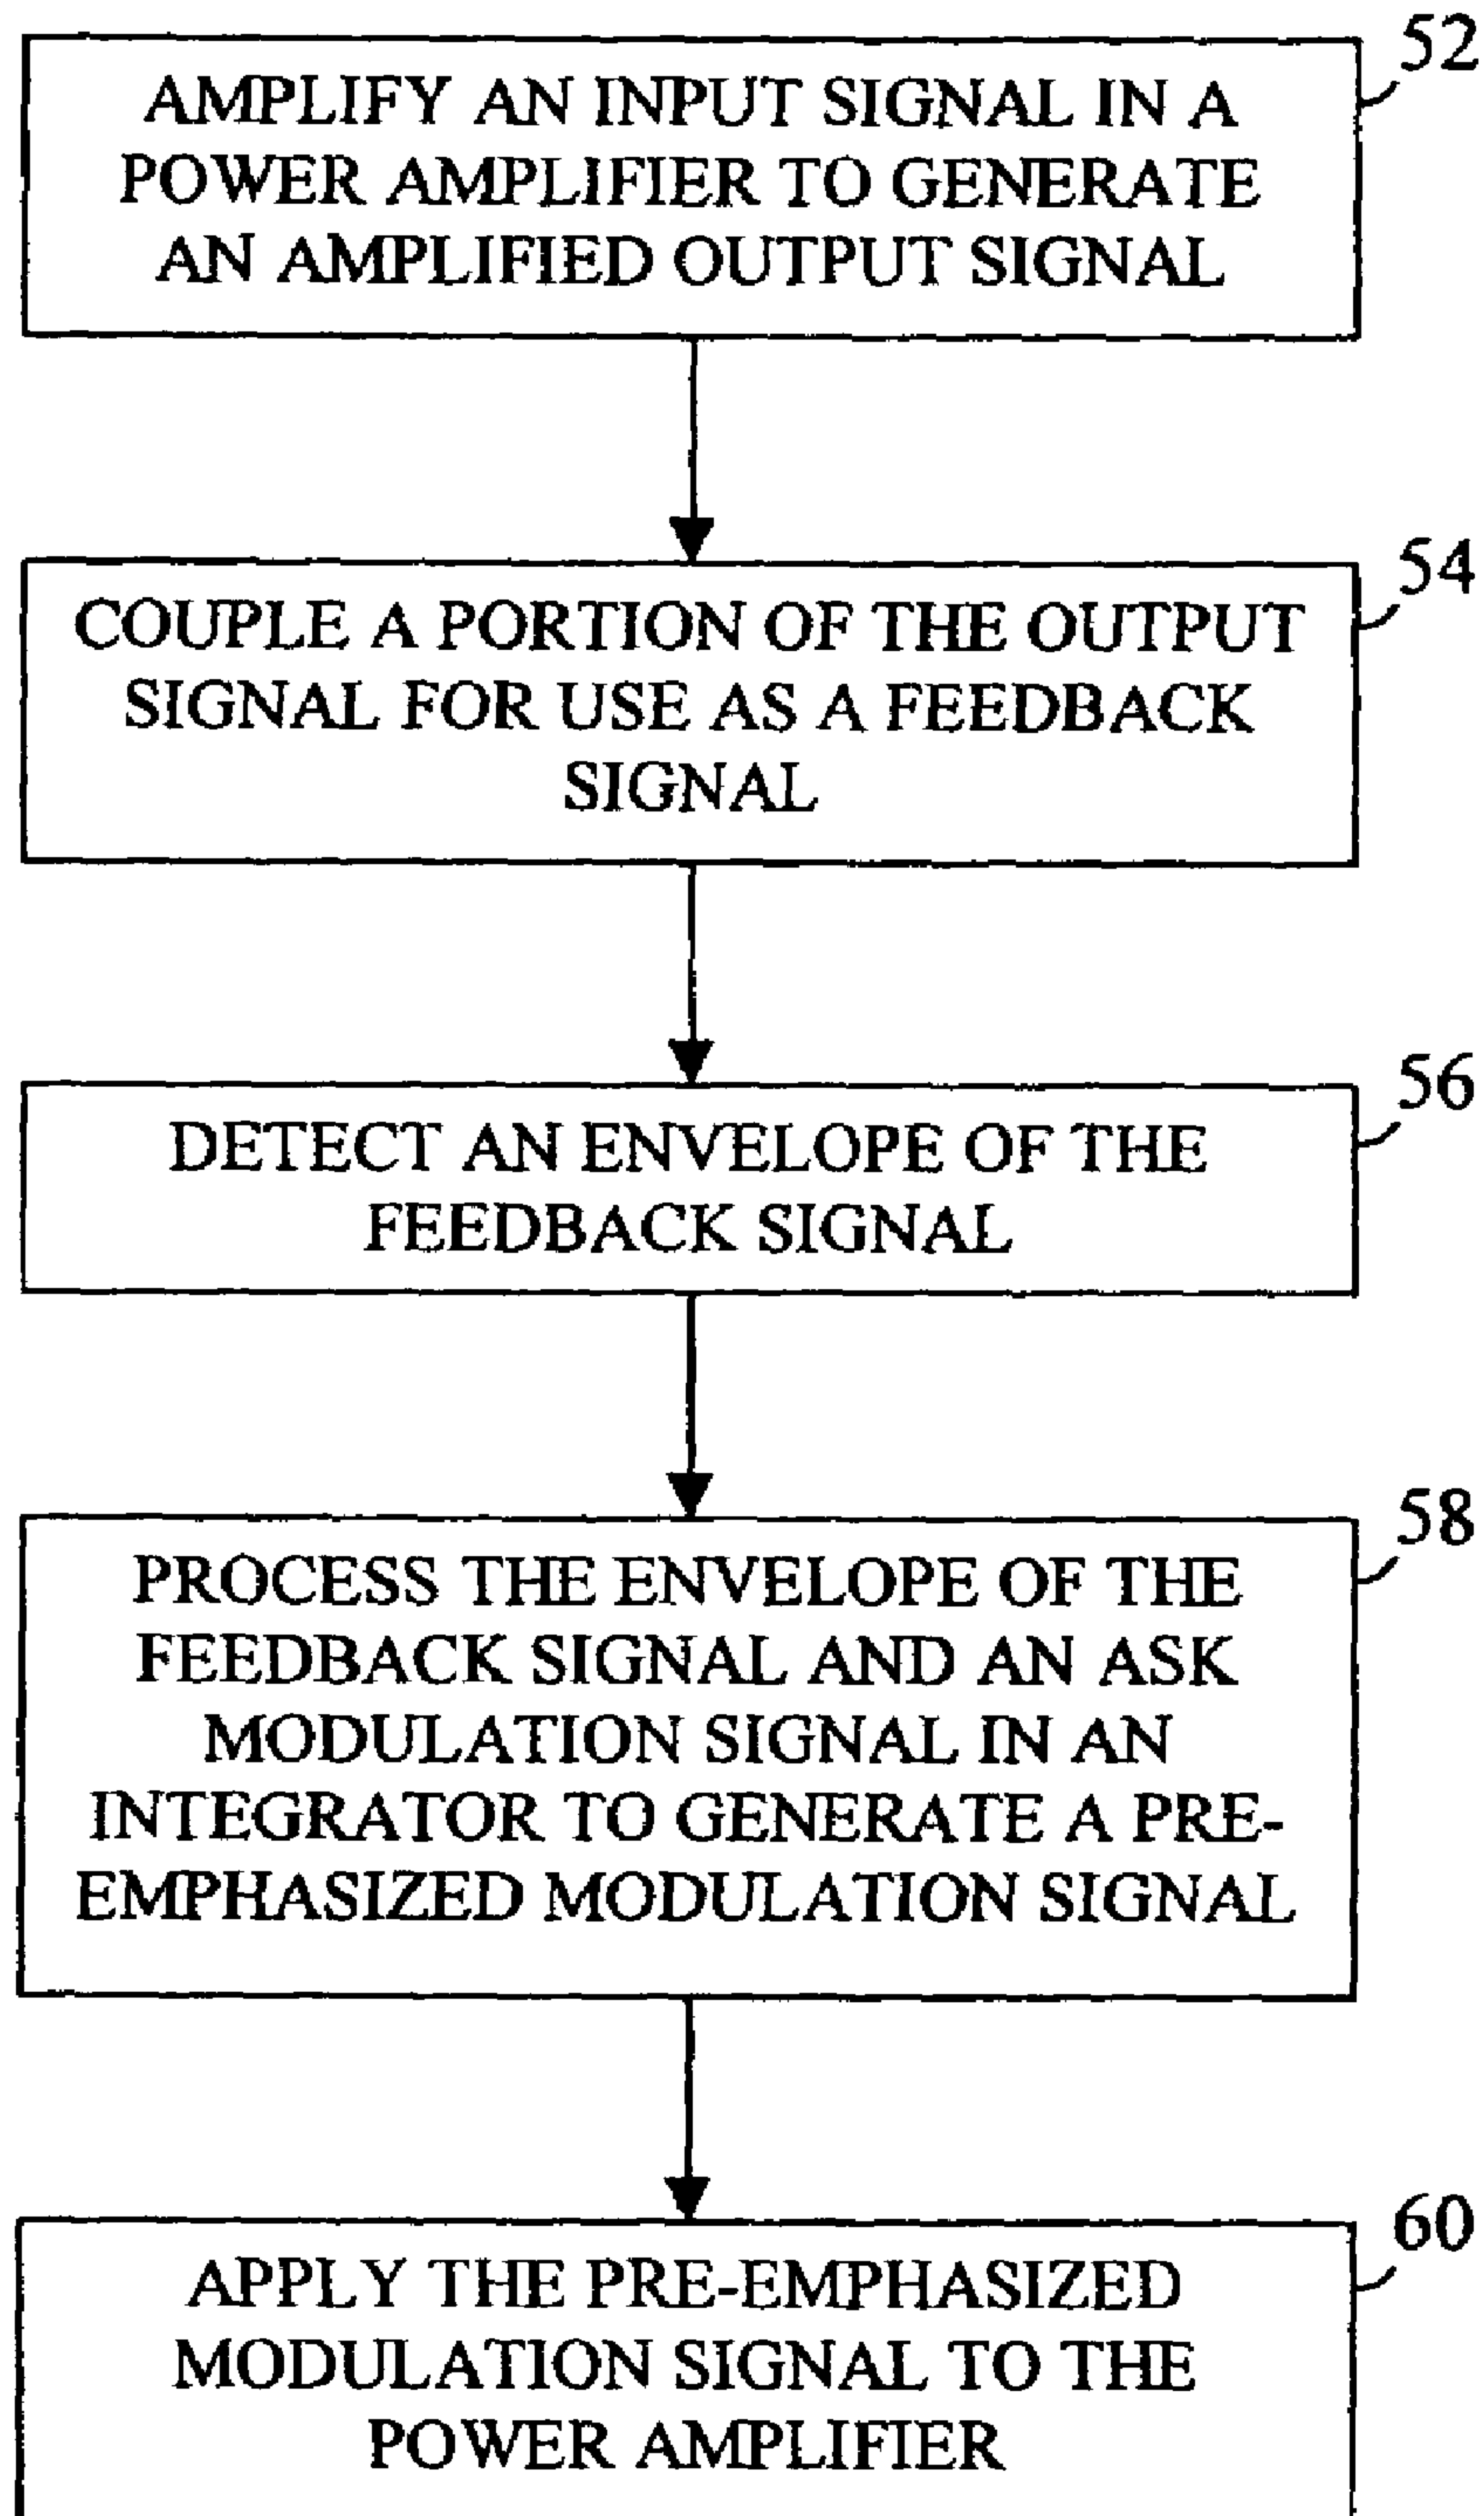 52
AMPLIFY AN INPUT SIGNAL IN A
POWER AMPLIFIER TO GENERATE
AN AMPLIFIED OUTPUT SIGNAL
54
COUPLE A PORTION OF THE OUTPUT
SIGNAL FOR USE AS A FEEDBACK
SIGNAL
56
DETECT AN ENVELOPE OF THE
FEEDBACK SIGNAL
58
PROCESS THE ENVELOPE OF THE
FEEDBACK SIGNAL AND AN ASK
MODULATION SIGNAL IN AN
INTEGRATOR TO GENERATE A PRE-
EMPHASIZED MODULATION SIGNAL
60
APPLY THE PRE-EMPHASIZED
MODULATION SIGNAL TO THE
POWER AMPLIFIER